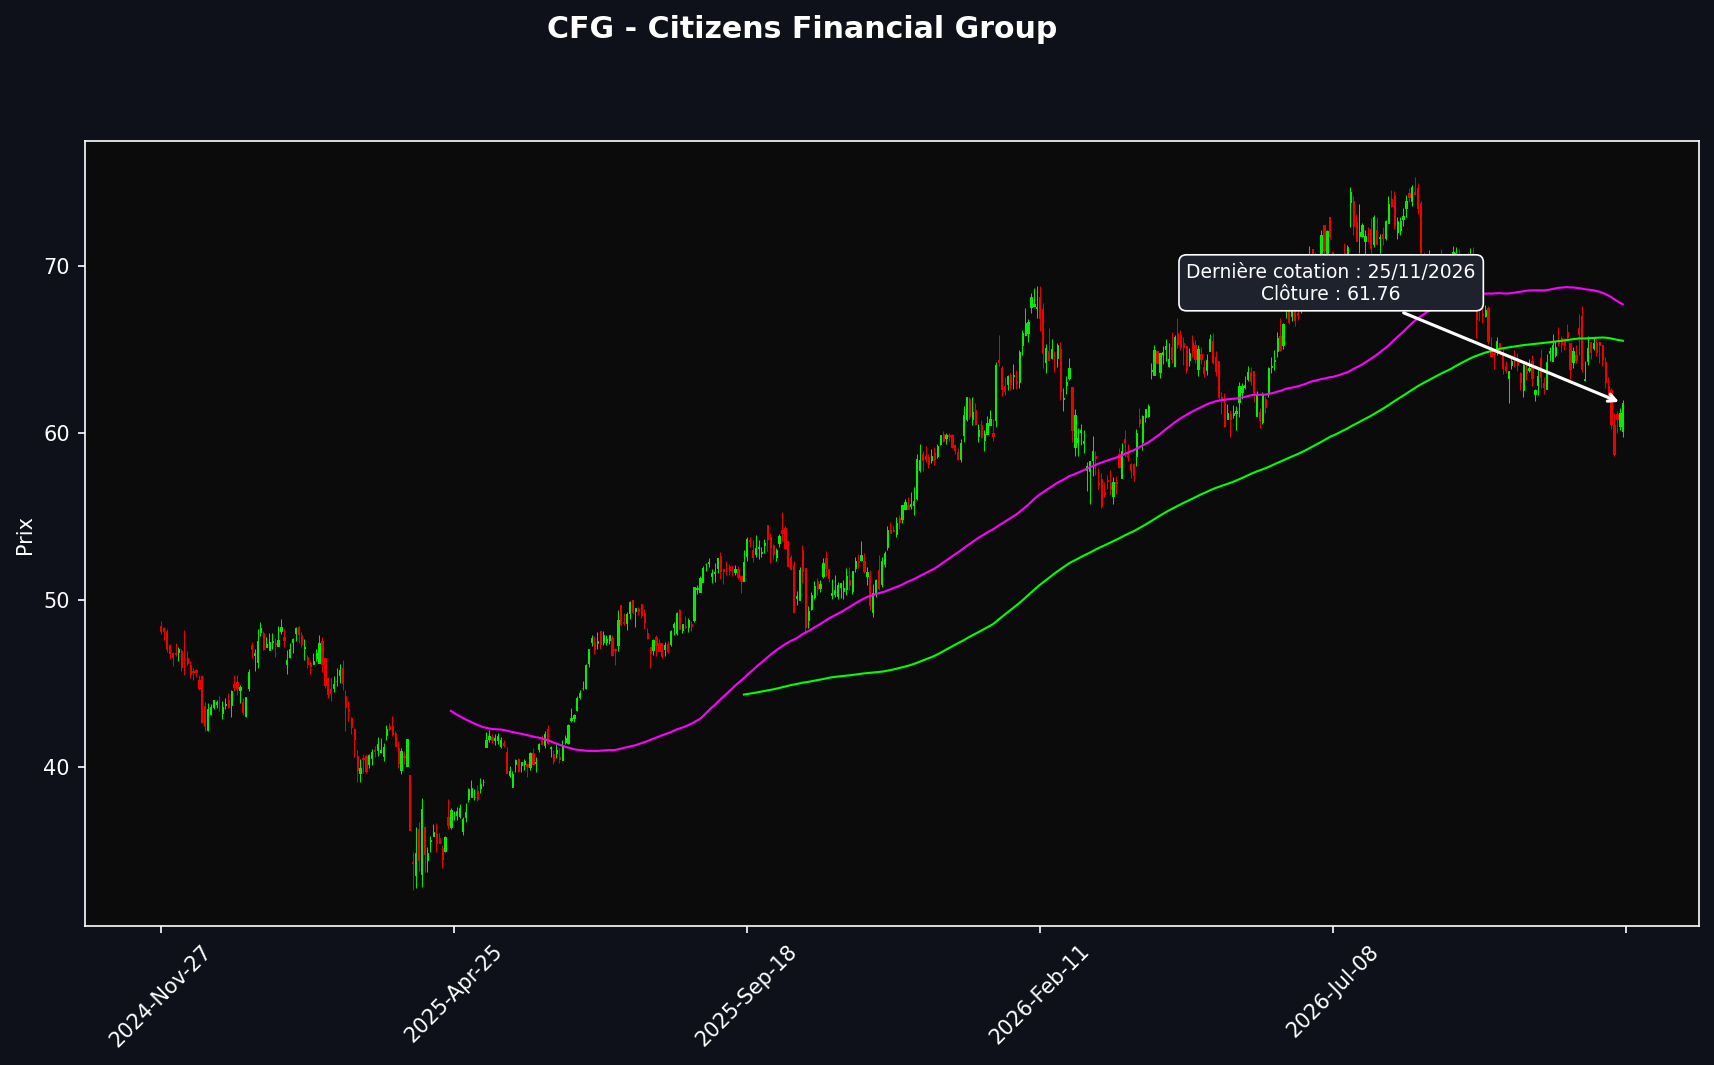 CFG - Citizens Financial Group
Prix
70
60
50
40
Dernière cotation : 25/11/2026
Clôture : 61.76
2024-Nov-27
2025-Apr-25
2025-Sep-18
2026-Feb-11
2026-Jul-08